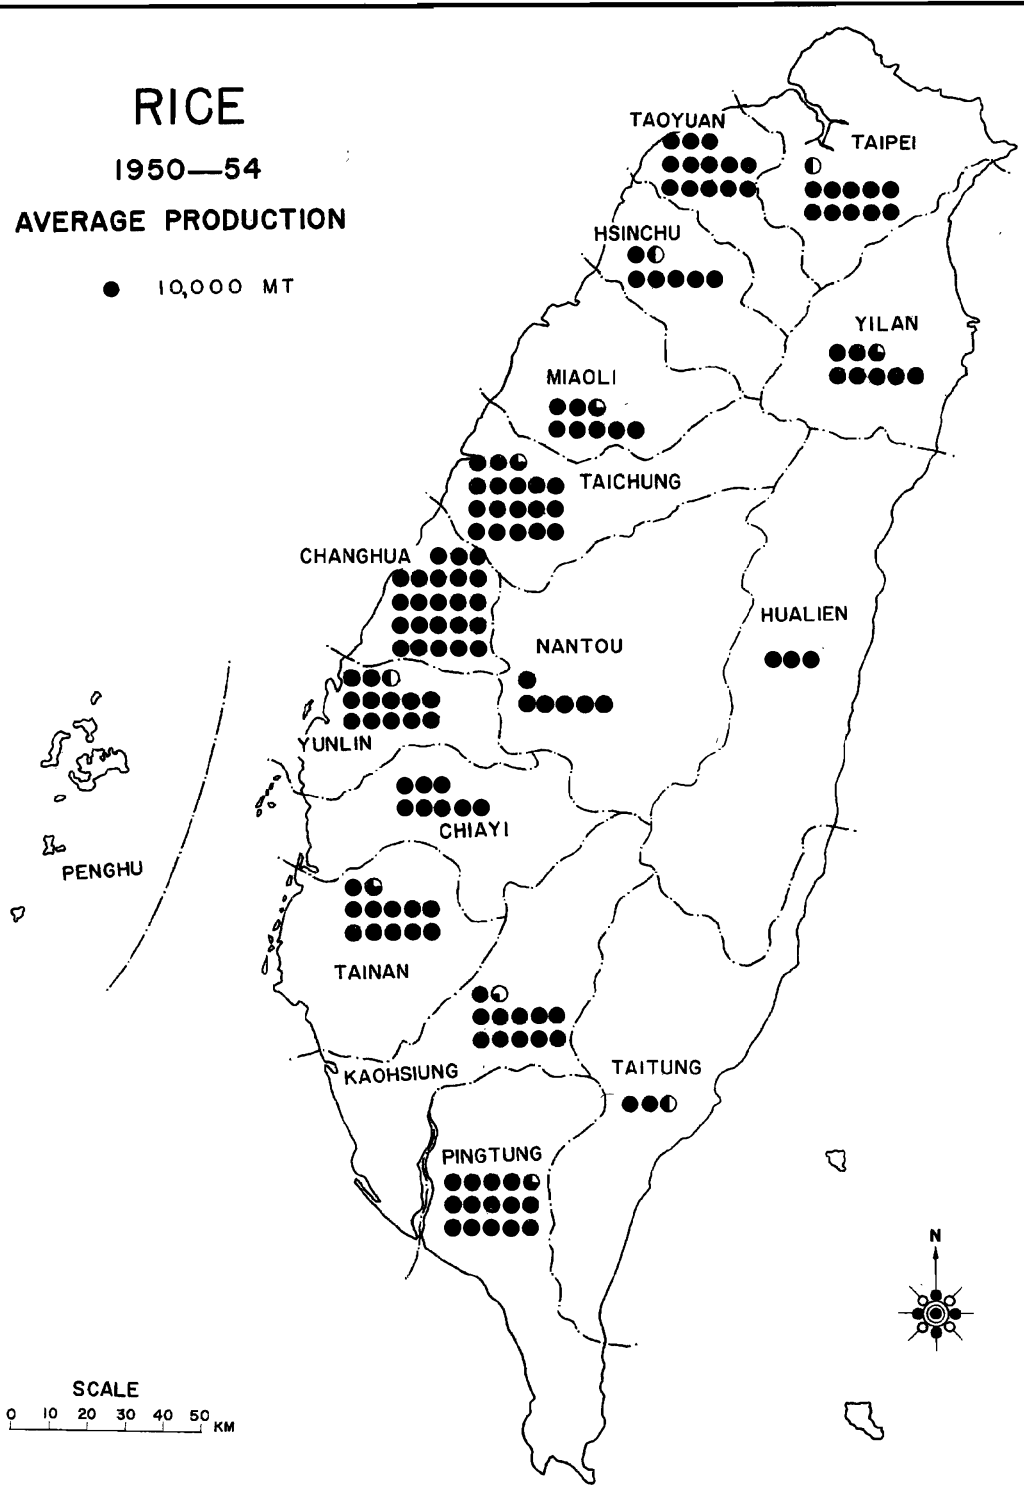 RICE
1950—54
AVERAGE PRODUCTION
10,000 MT
TAOYUAN
TAIPEI
HSINCHU
YILAN
MIAOLI
TAICHUNG
CHANGHUA
HUALIEN
NANTOU
YUNLIN
CHIAYI
PENGHU
TAINAN
KAOHSIUNG
TAITUNG
PINGTUNG
N
SCALE
0 10 20 30 40 50 KM